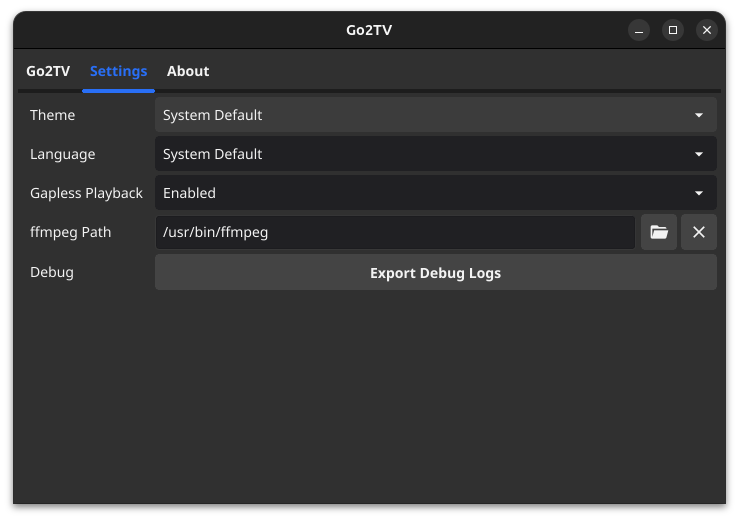 Go2TV
Go2TV Settings About
Theme System Default
Language System Default
Gapless Playback Enabled
ffmpeg Path /usr/bin/ffmpeg
Debug Export Debug Logs